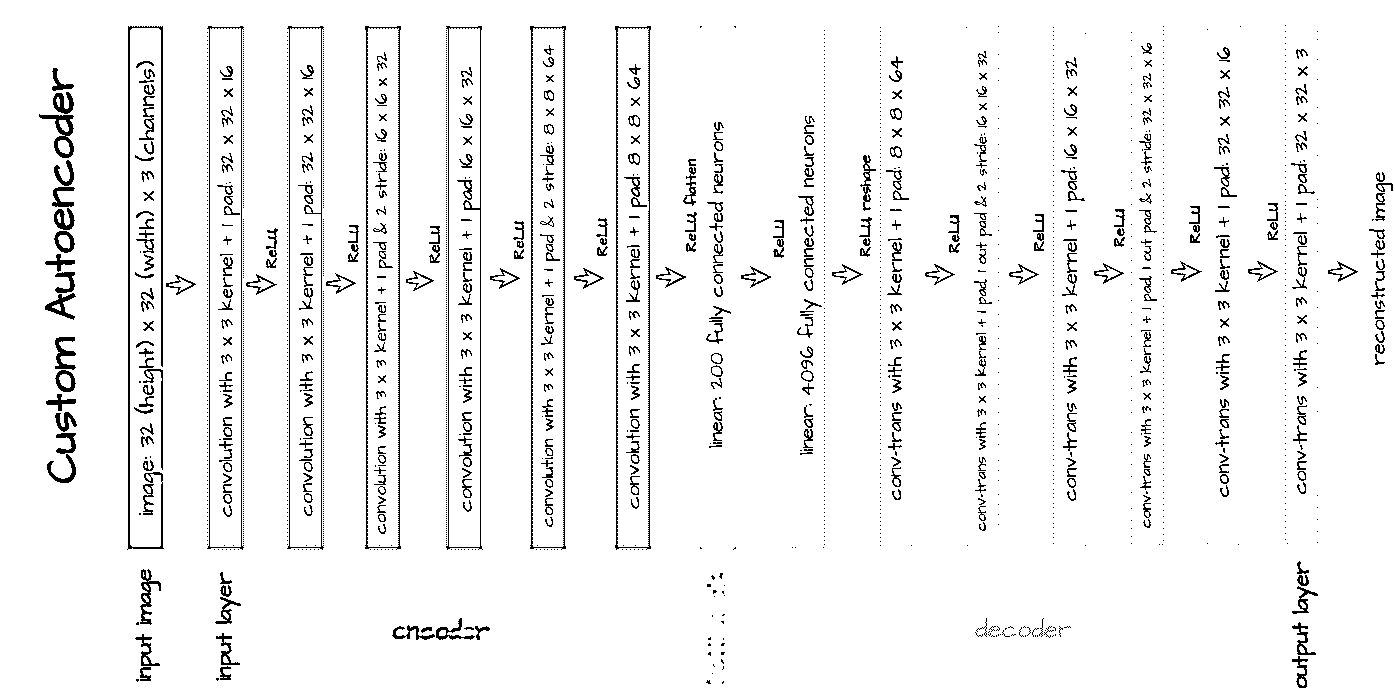 Custom Autoencoder
input image
image: 32 (height) x 32 (width) x 3 (channels)
input layer
convolution with 3 x 3 kernel + 1 pad: 32 x 32 x 16
ReLU
convolution with 3 x 3 kernel + 1 pad: 32 x 32 x 16
ReLU
convolution with 3 x 3 kernel + 1 pad & 2 stride: 16 x 16 x 32
ReLU
encoder
convolution with 3 x 3 kernel + 1 pad: 16 x 16 x 32
ReLU
convolution with 3 x 3 kernel + 1 pad & 2 stride: 8 x 8 x 64
ReLU
convolution with 3 x 3 kernel + 1 pad: 8 x 8 x 64
ReLU, flatten
linear: 200 fully connected neurons
ReLU
linear: 4096 fully connected neurons
ReLU, reshape
conv-trans with 3 x 3 kernel + 1 pad: 8 x 8 x 64
ReLU
conv-trans with 3 x 3 kernel + 1 pad, 1 out pad & 2 stride: 16 x 16 x 32
decoder
ReLU
conv-trans with 3 x 3 kernel + 1 pad: 16 x 16 x 32
ReLU
conv-trans with 3 x 3 kernel + 1 pad, 1 out pad & 2 stride: 32 x 32 x 16
ReLU
conv-trans with 3 x 3 kernel + 1 pad: 32 x 32 x 16
ReLU
output layer
conv-trans with 3 x 3 kernel + 1 pad: 32 x 32 x 3
reconstructed image